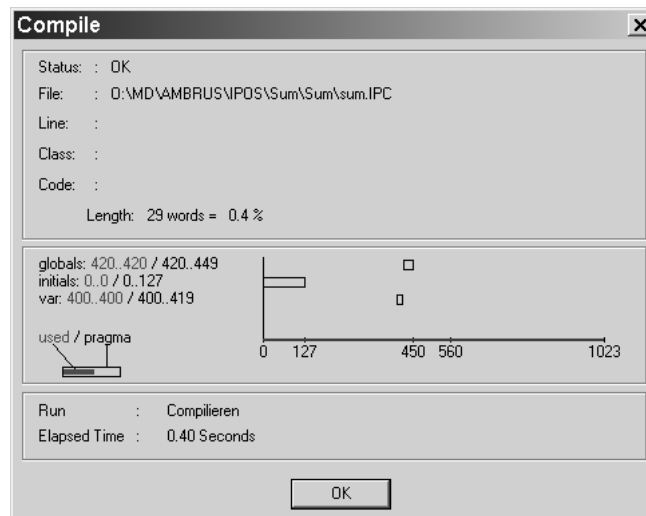 Compile
Status: : OK
File: : O:\MD\AMBRUS\IPOS\Sum\Sum\sum.IPC
Line: :
Class: :
Code: :
Length: 29 words = 0.4 %
globals: 420..420 / 420..449
initials: 0..0 / 0..127
var: 400..400 / 400..419
used / pragma
0 127 450 560 1023
Run : Compilieren
Elapsed Time : 0.40 Seconds
OK